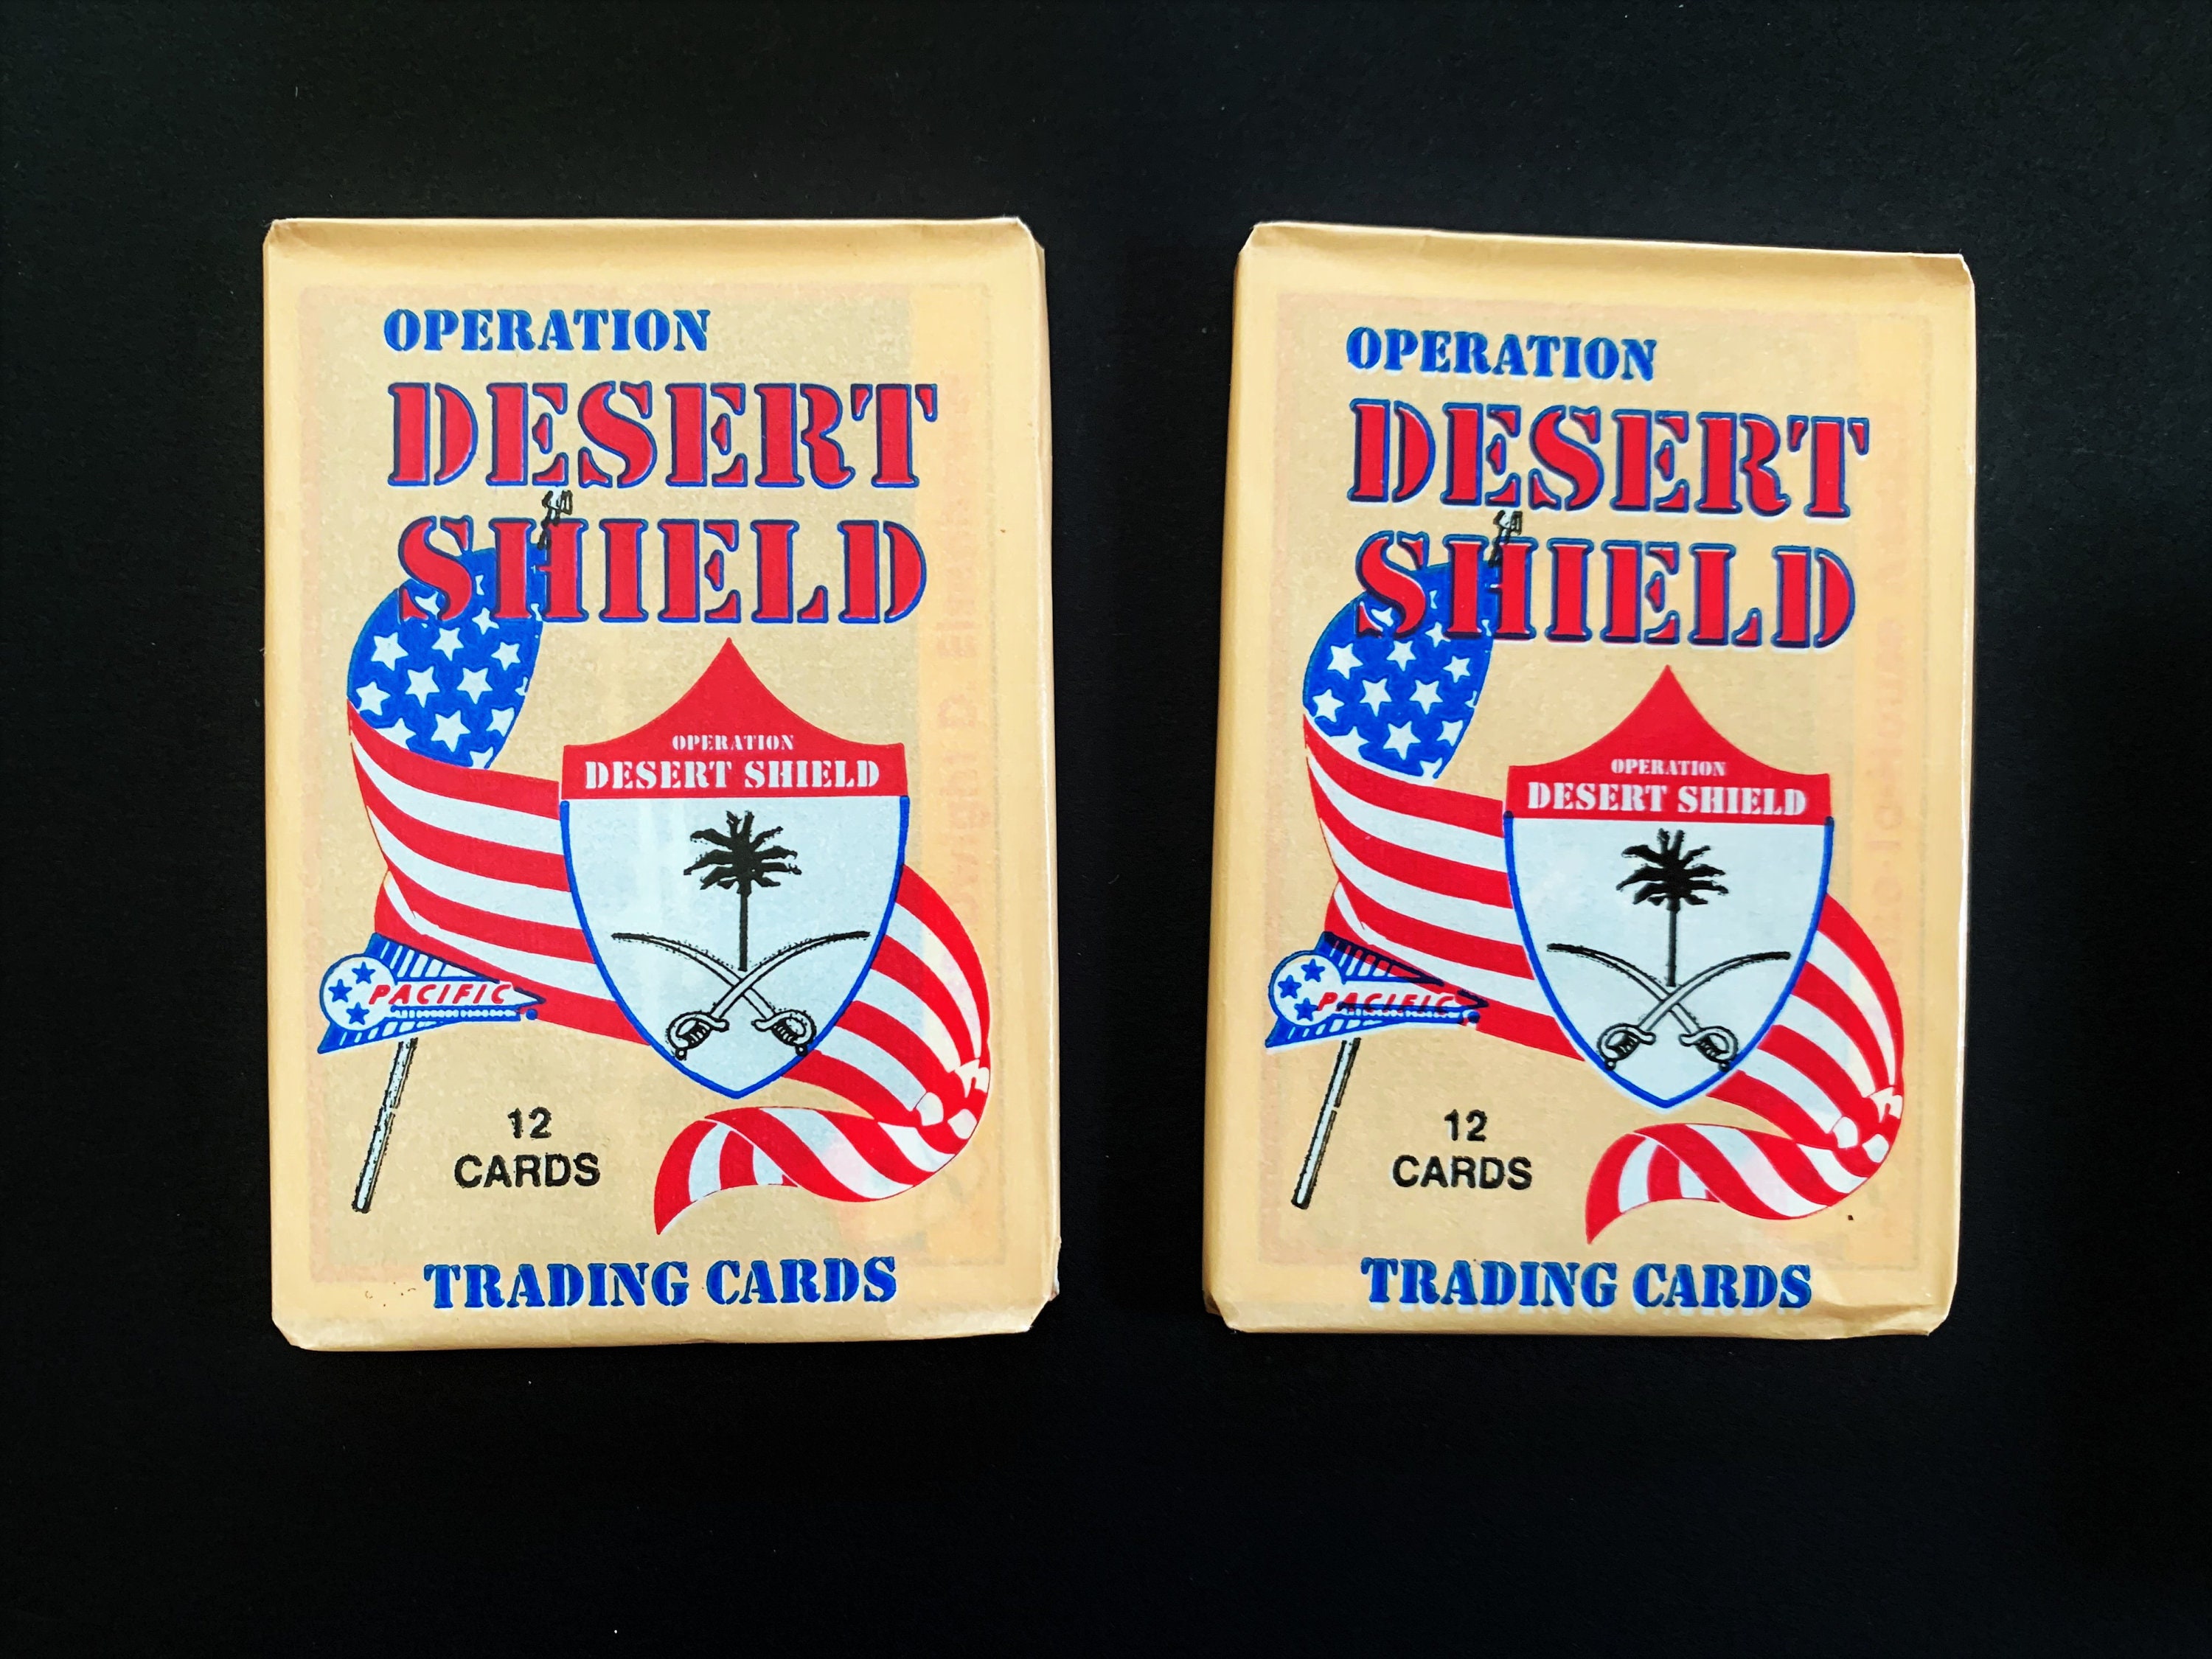 OPERATION
DESERT
SHIELD
OPERATION
DESERT SHIELD
PACIFIC
12
CARDS
TRADING CARDS
OPERATION
DESERT
SHIELD
OPERATION
DESERT SHIELD
PACIFIC
12
CARDS
TRADING CARDS